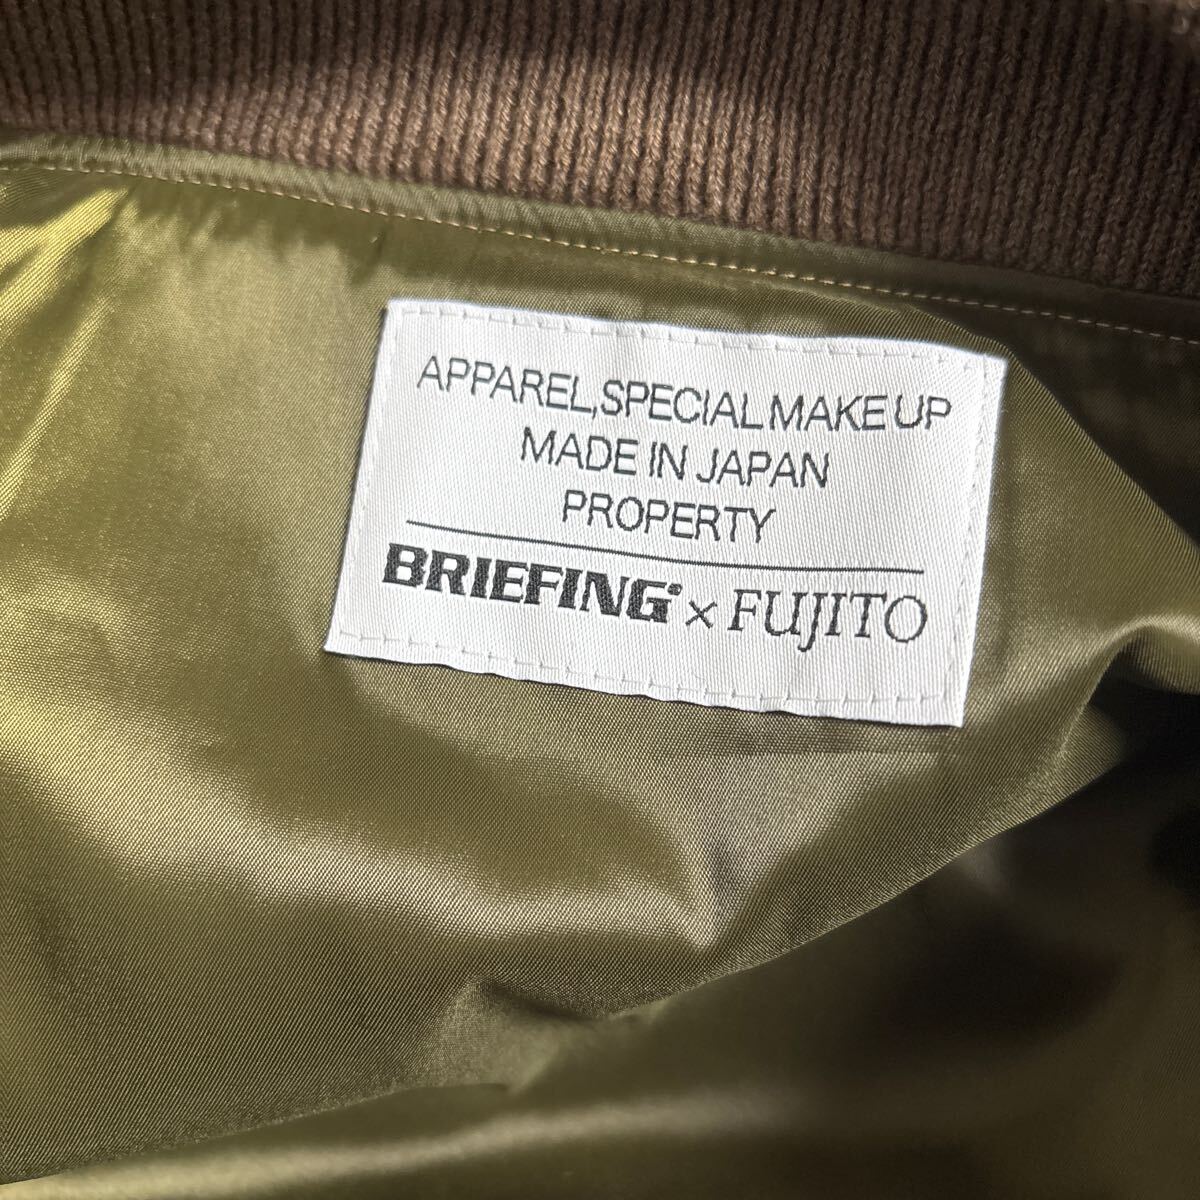 APPAREL,SPECIAL MAKE UP
MADE IN JAPAN
PROPERTY
BRIEFING × FUJITO